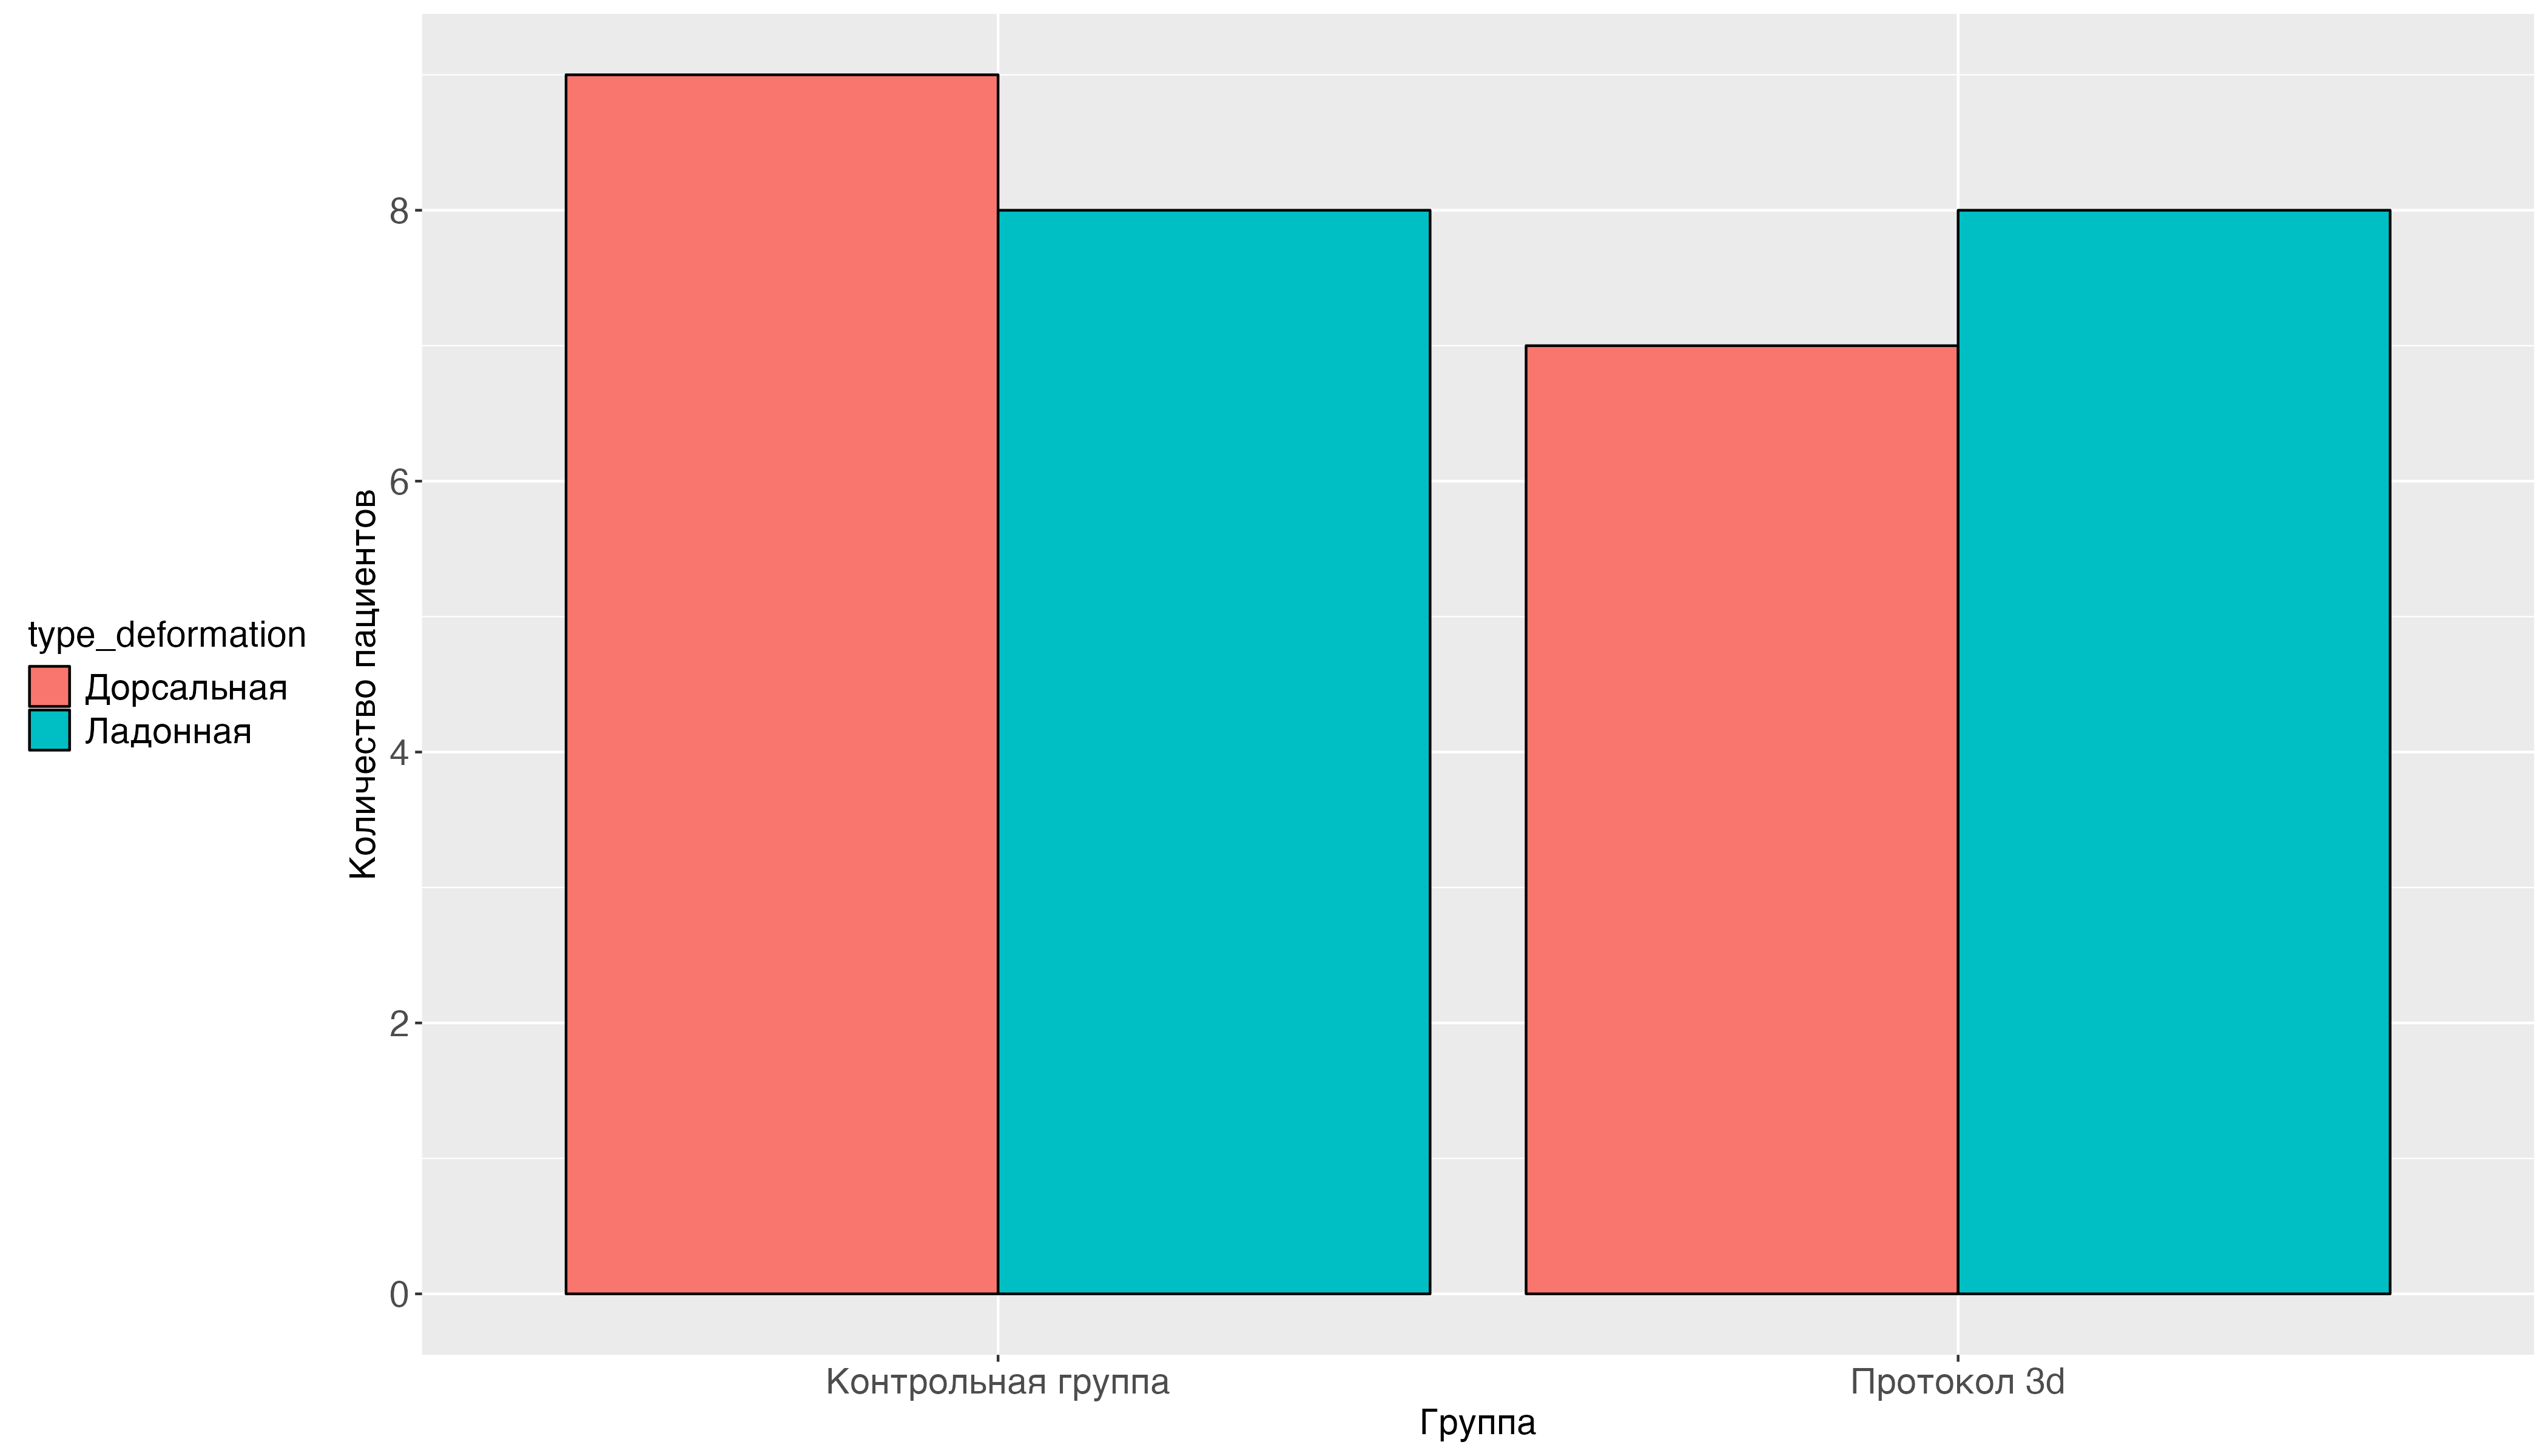 type_deformation
Дорсальная
Ладонная
Количество пациентов
8
6
4
2
0
Контрольная группа
Протокол 3d
Группа